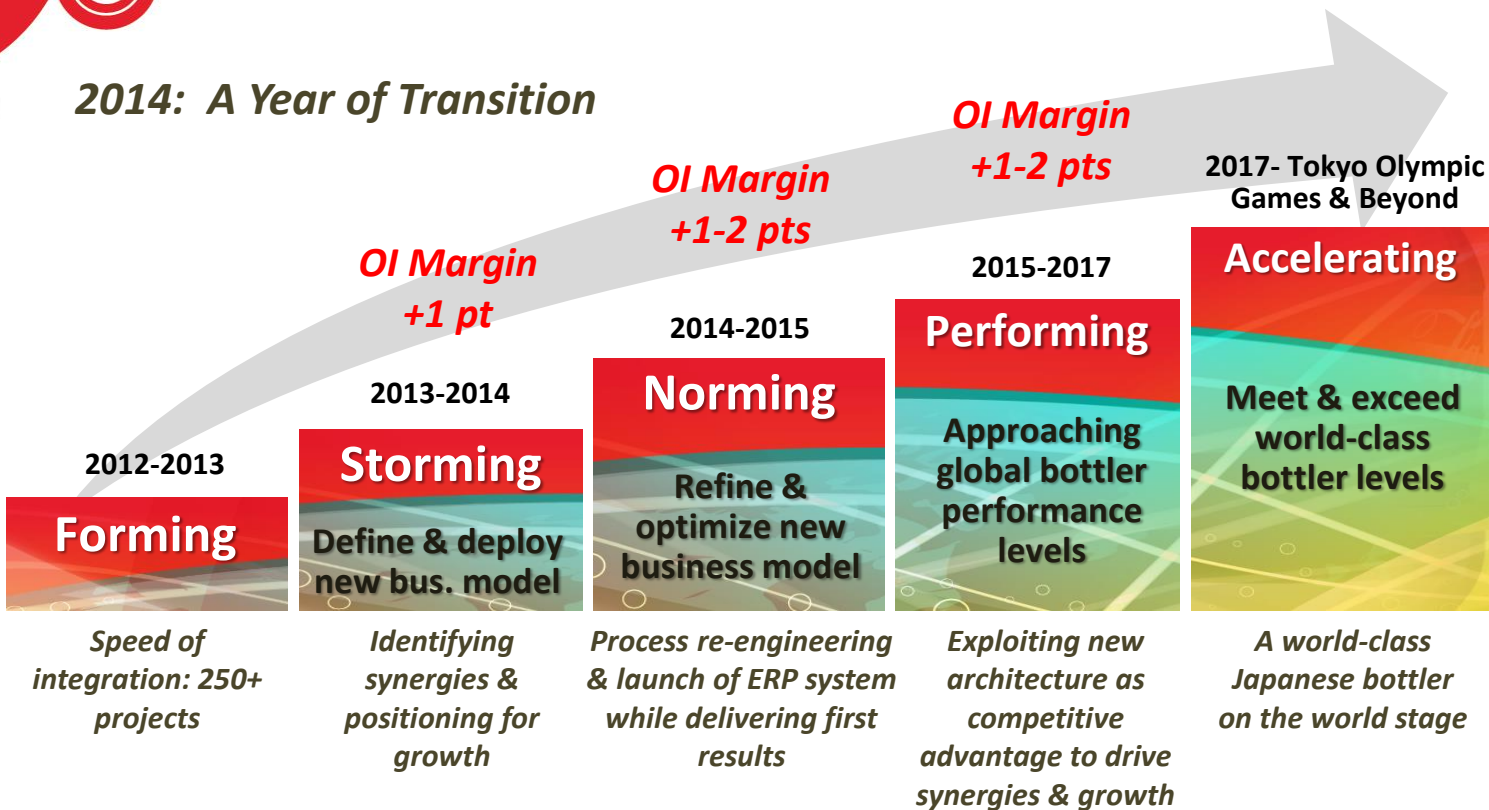 2014: A Year of Transition
OI Margin
+1 pt
OI Margin
+1-2 pts
OI Margin
+1-2 pts
2012-2013
Forming
Speed of
integration: 250+
projects
2013-2014
Storming
Define & deploy
new bus. model
Identifying
synergies &
positioning for
growth
2014-2015
Norming
Refine &
optimize new
business model
Process re-engineering
& launch of ERP system
while delivering first
results
2015-2017
Performing
Approaching
global bottler
performance
levels
Exploiting new
architecture as
competitive
advantage to drive
synergies & growth
2017- Tokyo Olympic
Games & Beyond
Accelerating
Meet & exceed
world-class
bottler levels
A world-class
Japanese bottler
on the world stage